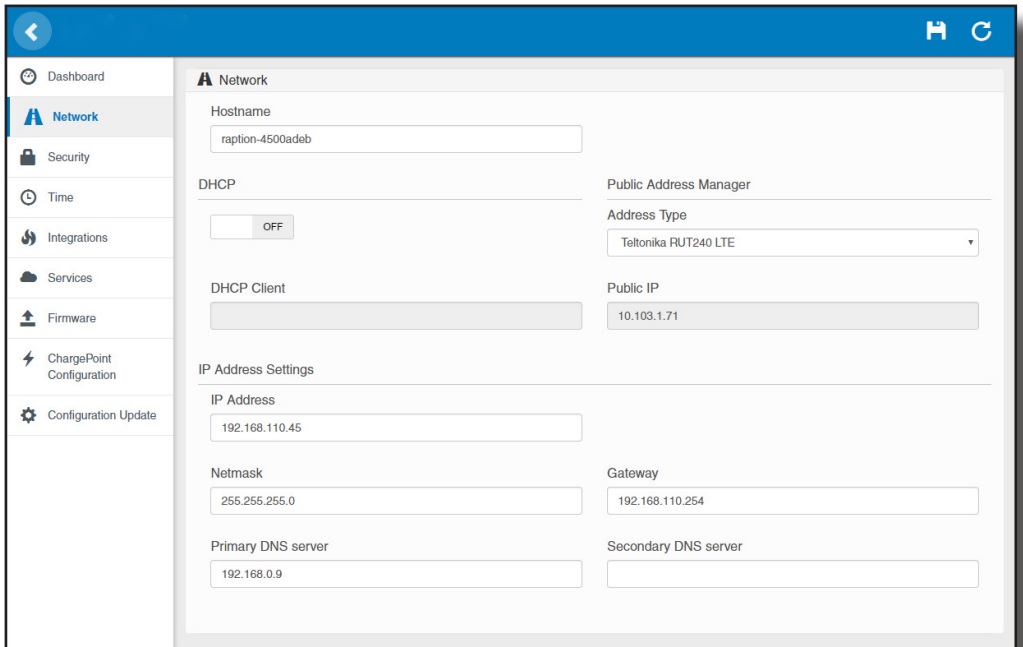 Dashboard
Network
Security
Time
Integrations
Services
Firmware
ChargePoint
Configuration
Configuration Update
Network
Hostname
raption-4500adeb
DHCP
OFF
Public Address Manager
Address Type
Teltonika RUT240 LTE
DHCP Client
Public IP
10.103.1.71
IP Address Settings
IP Address
192.168.110.45
Netmask
255.255.255.0
Gateway
192.168.110.254
Primary DNS server
192.168.0.9
Secondary DNS server